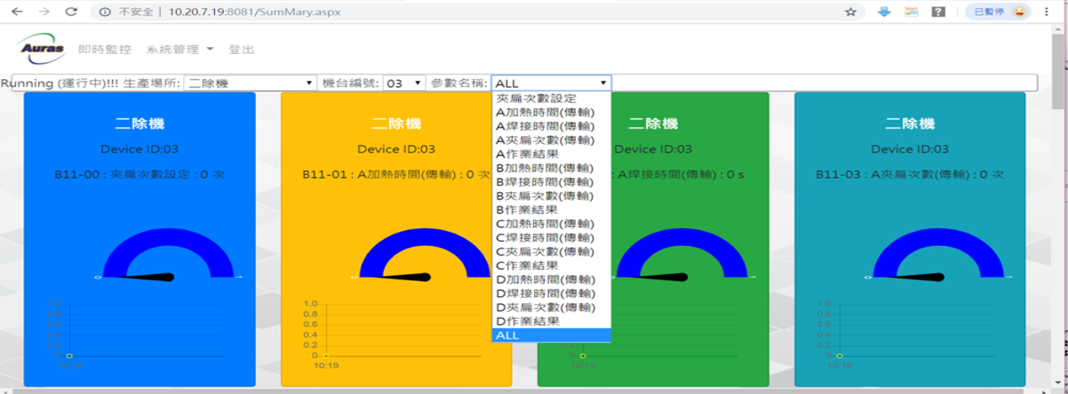 不安全 | 10.20.7.19:8081/SumMary.aspx
已暫停
Auras 即時監控 系統管理 登出
Running (運行中)!!! 生產場所: 二除機 機台編號: 03 參數名稱: ALL
夾扁次數設定
A加熱時間(傳輸)
A焊接時間(傳輸)
A夾扁次數(傳輸)
A作業結果
B加熱時間(傳輸)
B焊接時間(傳輸)
B夾扁次數(傳輸)
B作業結果
C加熱時間(傳輸)
C焊接時間(傳輸)
C夾扁次數(傳輸)
C作業結果
D加熱時間(傳輸)
D焊接時間(傳輸)
D夾扁次數(傳輸)
D作業結果
ALL
二除機
Device ID:03
B11-00 : 夾扁次數設定 : 0 次
1.0
0.8
0.6
0.4
0.2
0
二除機
Device ID:03
B11-01 : A加熱時間(傳輸) : 0 次
1.0
0.8
0.6
0.4
0.2
0
10:19
二除機
Device ID:03
: A焊接時間(傳輸) : 0 s
10:18
二除機
Device ID:03
B11-03 : A夾扁次數(傳輸) : 0 次
1.0
0.8
0.6
0.4
0.2
0
10:19